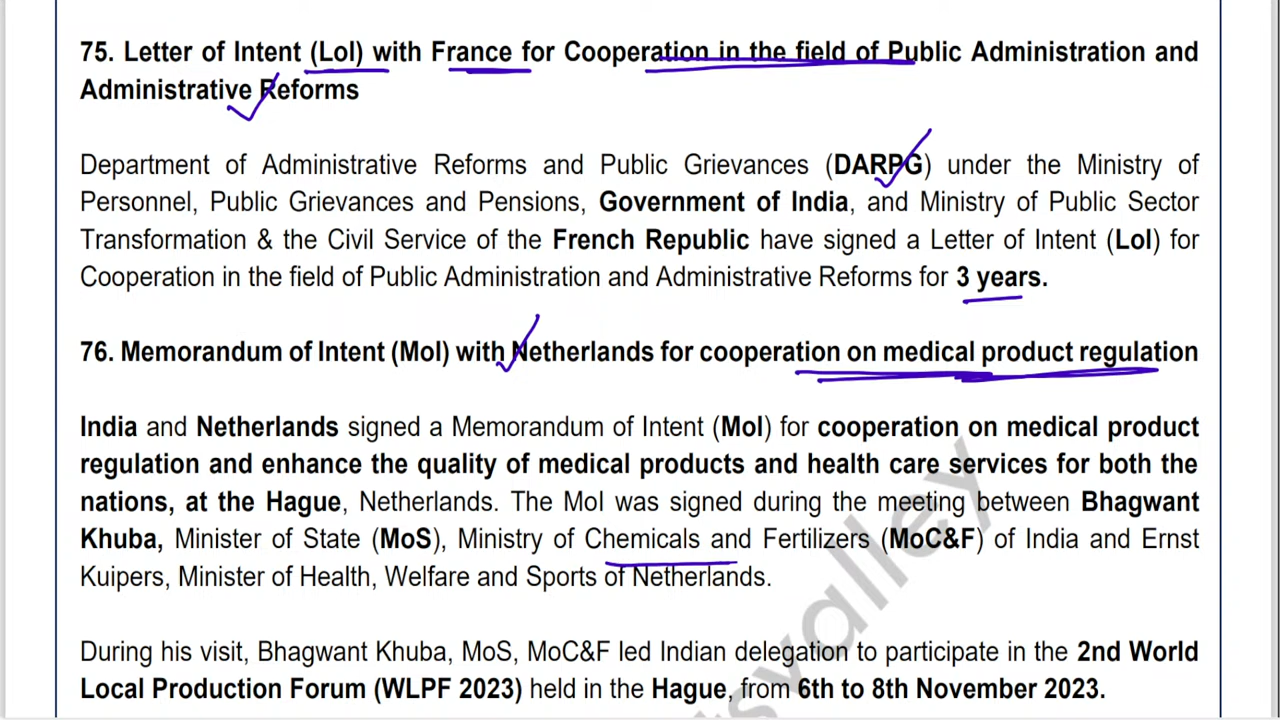 75. Letter of Intent (LoI) with France for Cooperation in the field of Public Administration and
Administrative Reforms
Department of Administrative Reforms and Public Grievances (DARPG) under the Ministry of
Personnel, Public Grievances and Pensions, Government of India, and Ministry of Public Sector
Transformation & the Civil Service of the French Republic have signed a Letter of Intent (LoI) for
Cooperation in the field of Public Administration and Administrative Reforms for 3 years.
76. Memorandum of Intent (MoI) with Netherlands for cooperation on medical product regulation
India and Netherlands signed a Memorandum of Intent (MoI) for cooperation on medical product
regulation and enhance the quality of medical products and health care services for both the
nations, at the Hague, Netherlands. The MoI was signed during the meeting between Bhagwant
Khuba, Minister of State (MoS), Ministry of Chemicals and Fertilizers (MoC&F) of India and Ernst
Kuipers, Minister of Health, Welfare and Sports of Netherlands.
During his visit, Bhagwant Khuba, MoS, MoC&F led Indian delegation to participate in the 2nd World
Local Production Forum (WLPF 2023) held in the Hague, from 6th to 8th November 2023.